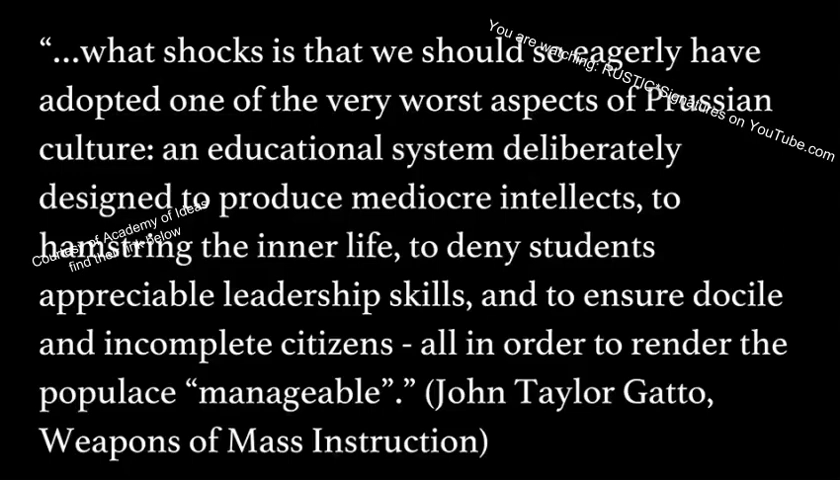 “...what shocks is that we should so eagerly have
adopted one of the very worst aspects of Prussian
culture: an educational system deliberately
designed to produce mediocre intellects, to
hamstring the inner life, to deny students
appreciable leadership skills, and to ensure docile
and incomplete citizens - all in order to render the
populace “manageable”.” (John Taylor Gatto,
Weapons of Mass Instruction)
You are watching: RUSTIC*Signatures on YouTube.com
Courtesy of Academy of Ideas
find their link below